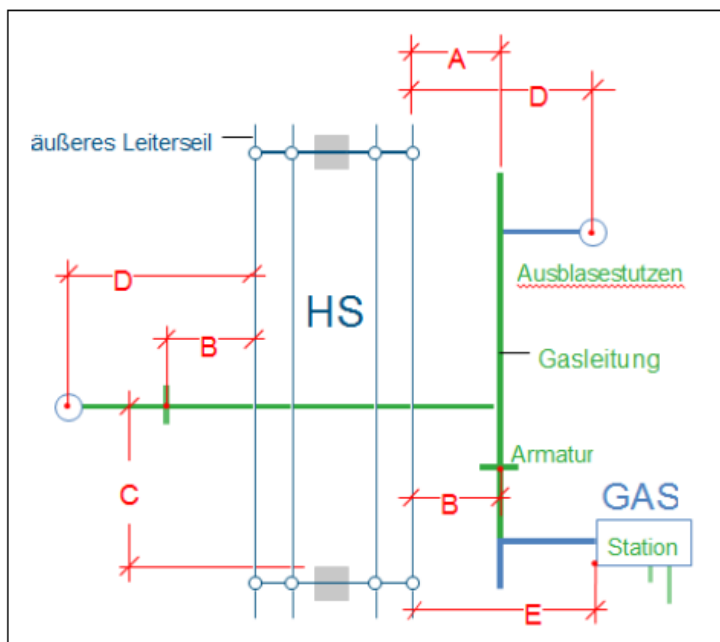 A
D
äußeres Leiterseil
D
Ausblasestutzen
HS
B
Gasleitung
Armatur
C
B
GAS
Station
E